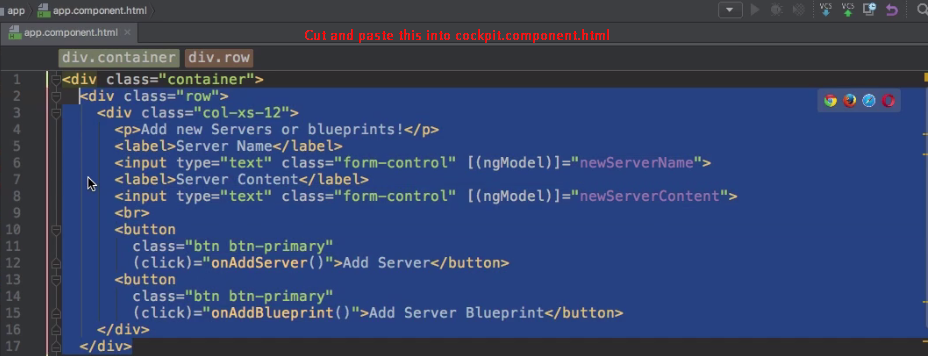 app app.component.html
VCS VCS
app.component.html ×
Cut and paste this into cockpit.component.html
div.container div.row
1 <div class="container">
2 <div class="row">
3 <div class="col-xs-12">
4 <p>Add new Servers or blueprints!</p>
5 <label>Server Name</label>
6 <input type="text" class="form-control" [(ngModel)]="newServerName">
7 <label>Server Content</label>
8 <input type="text" class="form-control" [(ngModel)]="newServerContent">
9 <br>
10 <button
11 class="btn btn-primary"
12 (click)="onAddServer()">Add Server</button>
13 <button
14 class="btn btn-primary"
15 (click)="onAddBlueprint()">Add Server Blueprint</button>
16 </div>
17 </div>